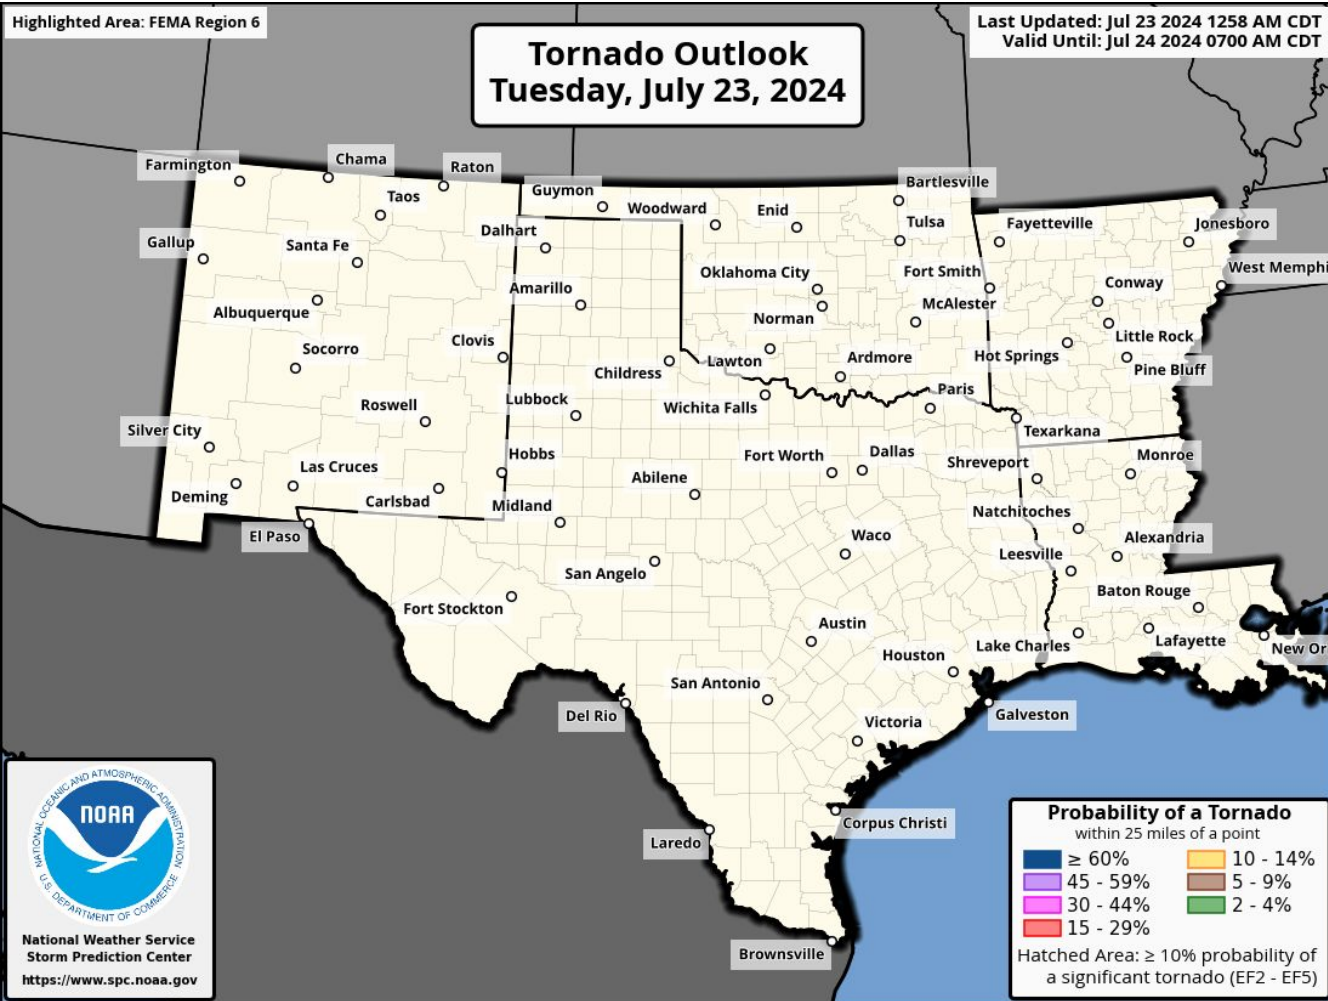 Highlighted Area: FEMA Region 6
Last Updated: Jul 23 2024 1258 AM CDT
Valid Until: Jul 24 2024 0700 AM CDT
Tornado Outlook
Tuesday, July 23, 2024
Farmington
Chama
Raton
Taos
Guymon
Woodward
Enid
Bartlesville
Tulsa
Fayetteville
Jonesboro
Gallup
Santa Fe
Dalhart
Oklahoma City
Fort Smith
West Memphi
Albuquerque
Amarillo
Norman
McAlester
Conway
Socorro
Clovis
Childress
Lawton
Ardmore
Hot Springs
Little Rock
Pine Bluff
Roswell
Lubbock
Wichita Falls
Paris
Texarkana
Silver City
Las Cruces
Hobbs
Abilene
Fort Worth
Dallas
Shreveport
Monroe
Deming
Carlsbad
Midland
Natchitoches
El Paso
San Angelo
Waco
Leesville
Alexandria
Fort Stockton
Austin
Baton Rouge
Houston
Lake Charles
Lafayette
New Or
San Antonio
Del Rio
Victoria
Galveston
Laredo
Corpus Christi
Brownsville
NATIONAL OCEANIC AND ATMOSPHERIC ADMINISTRATION
NOAA
U.S. DEPARTMENT OF COMMERCE
National Weather Service
Storm Prediction Center
https://www.spc.noaa.gov
Probability of a Tornado
within 25 miles of a point
≥ 60%
45 - 59%
30 - 44%
15 - 29%
10 - 14%
5 - 9%
2 - 4%
Hatched Area: ≥ 10% probability of
a significant tornado (EF2 - EF5)